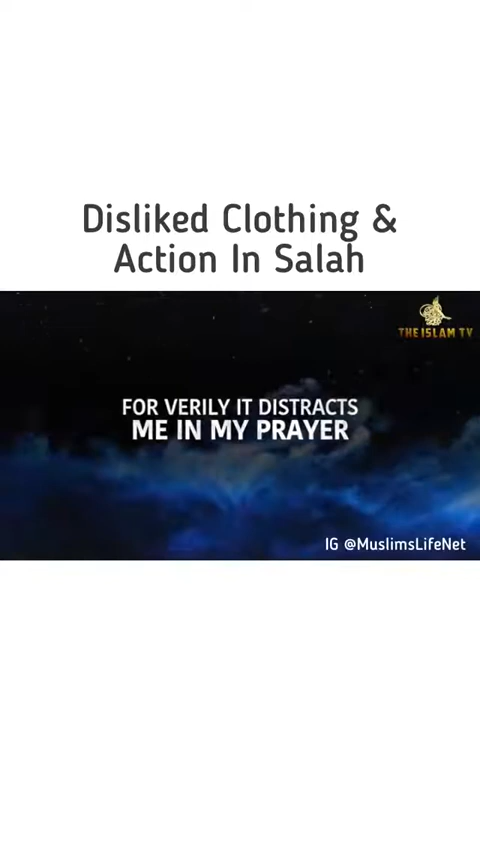 Disliked Clothing &
Action In Salah
THE ISLAM TV
FOR VERILY IT DISTRACTS
ME IN MY PRAYER
IG @MuslimsLifeNet